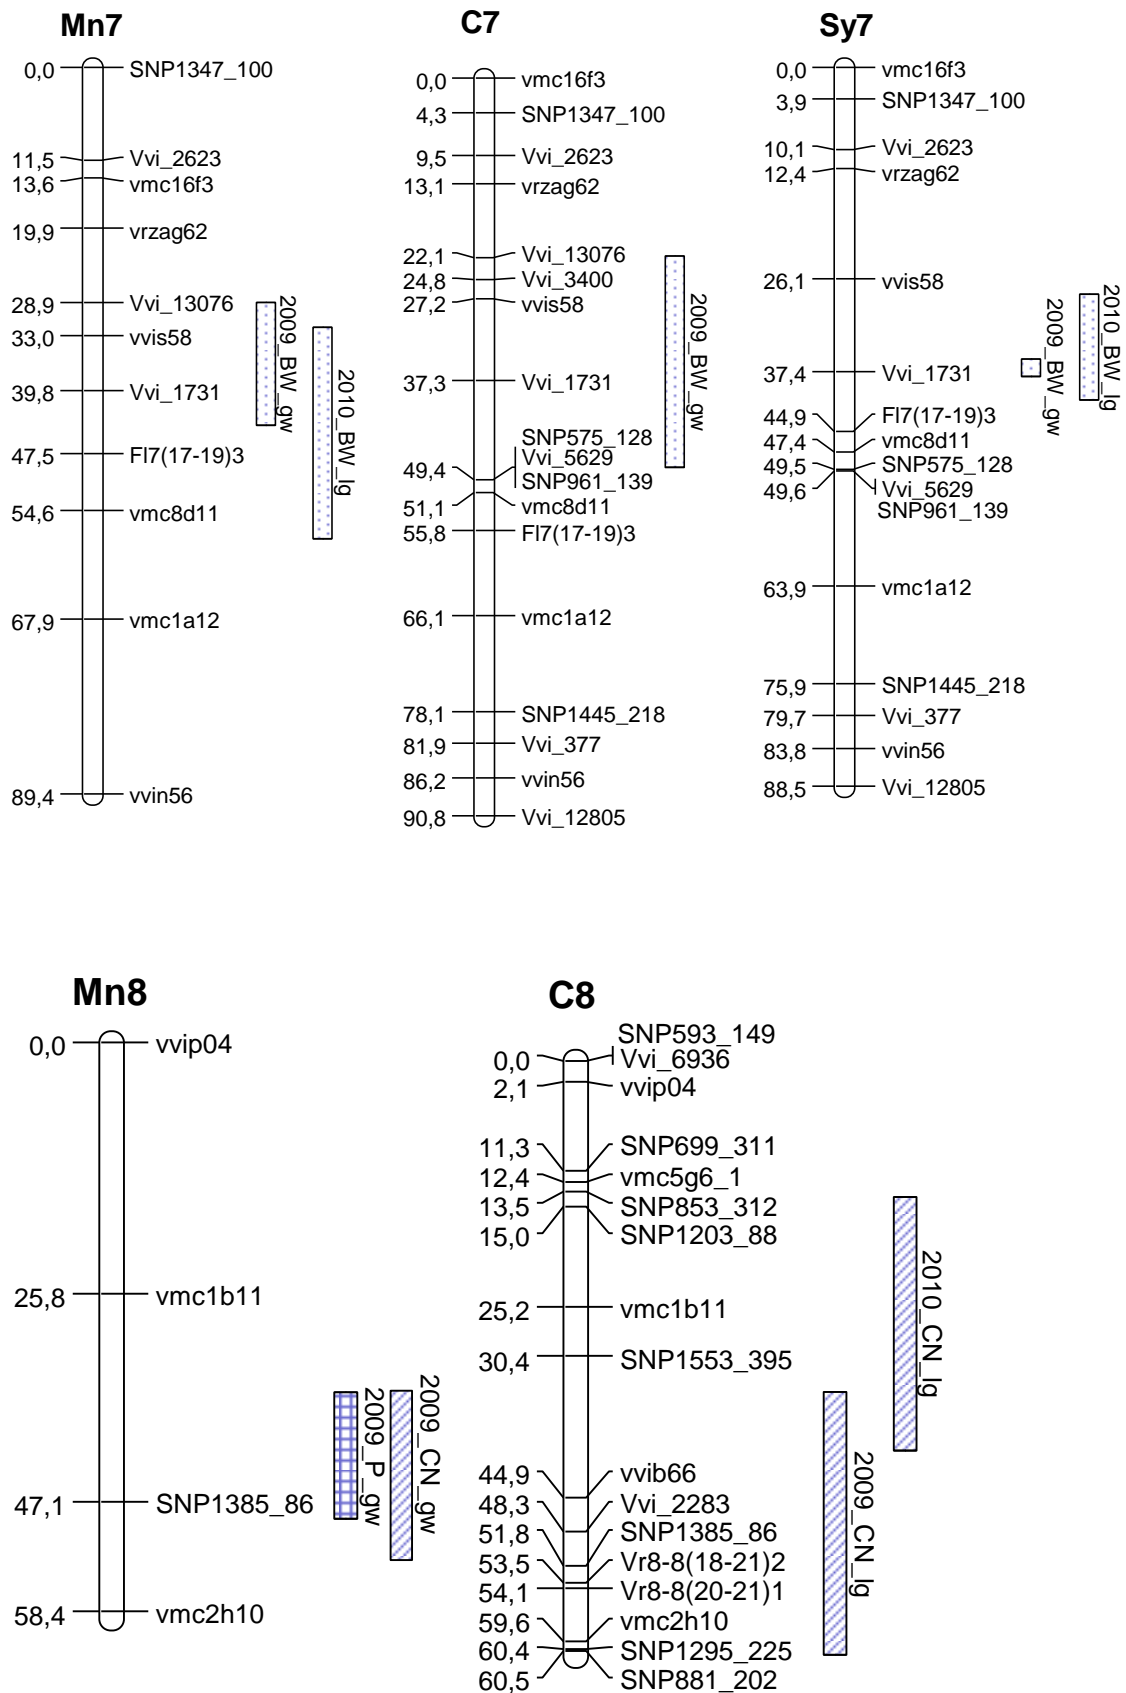 Mn7
0,0 SNP1347_100
11,5 Vvi_2623
13,6 vmc16f3
19,9 vrzag62
28,9 Vvi_13076
33,0 vvis58
39,8 Vvi_1731
47,5 Fl7(17-19)3
54,6 vmc8d11
67,9 vmc1a12
89,4 vvin56
2009_BW_gw
2010_BW_lg
C7
0,0 vmc16f3
4,3 SNP1347_100
9,5 Vvi_2623
13,1 vrzag62
22,1 Vvi_13076
24,8 Vvi_3400
27,2 vvis58
37,3 Vvi_1731
SNP575_128
Vvi_5629
49,4 SNP961_139
51,1 vmc8d11
55,8 Fl7(17-19)3
66,1 vmc1a12
78,1 SNP1445_218
81,9 Vvi_377
86,2 vvin56
90,8 Vvi_12805
2009_BW_gw
Sy7
0,0 vmc16f3
3,9 SNP1347_100
10,1 Vvi_2623
12,4 vrzag62
26,1 vvis58
37,4 Vvi_1731
44,9 Fl7(17-19)3
47,4 vmc8d11
49,5 SNP575_128
49,6 Vvi_5629
SNP961_139
63,9 vmc1a12
75,9 SNP1445_218
79,7 Vvi_377
83,8 vvin56
88,5 Vvi_12805
2009_BW_gw
2010_BW_lg
Mn8
0,0 vvip04
25,8 vmc1b11
47,1 SNP1385_86
58,4 vmc2h10
2009_P_gw
2009_CN_gw
C8
SNP593_149
0,0 Vvi_6936
2,1 vvip04
11,3 SNP699_311
12,4 vmc5g6_1
13,5 SNP853_312
15,0 SNP1203_88
25,2 vmc1b11
30,4 SNP1553_395
44,9 vvib66
48,3 Vvi_2283
51,8 SNP1385_86
53,5 Vr8-8(18-21)2
54,1 Vr8-8(20-21)1
59,6 vmc2h10
60,4 SNP1295_225
60,5 SNP881_202
2009_CN_lg
2010_CN_lg